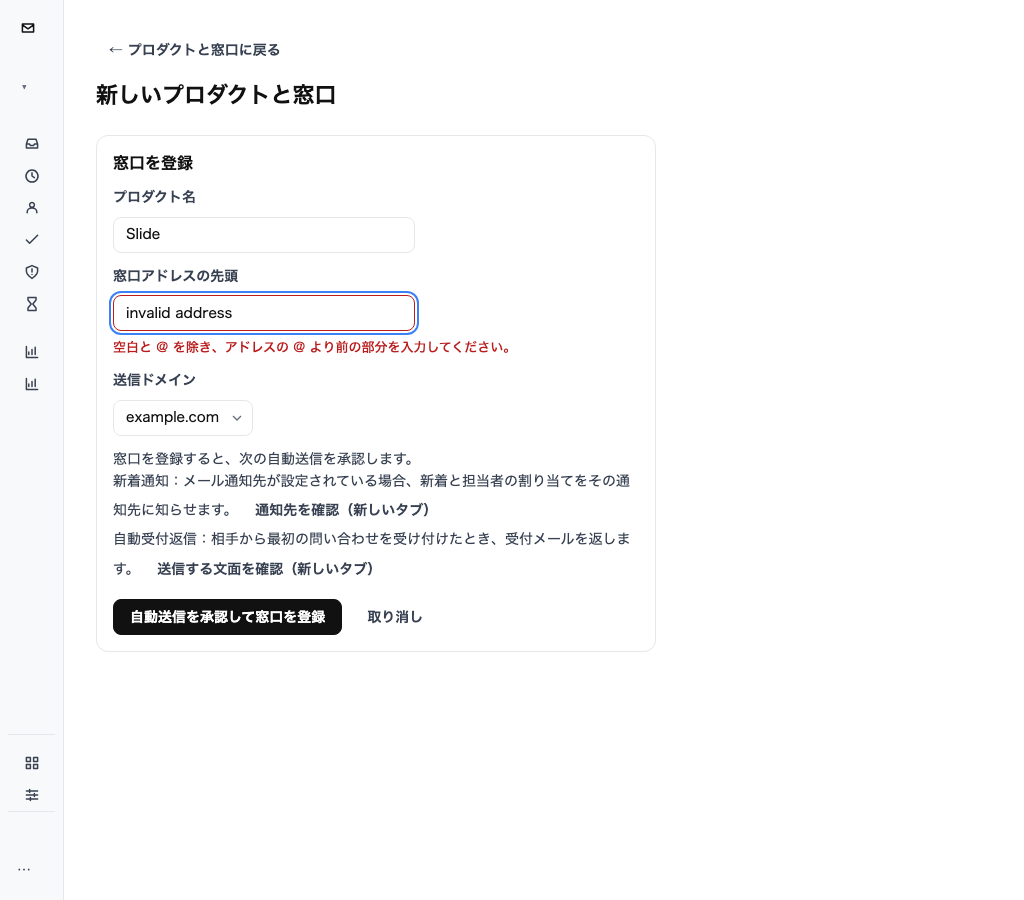 ← プロダクトと窓口に戻る
新しいプロダクトと窓口
窓口を登録
プロダクト名
Slide
窓口アドレスの先頭
invalid address
空白と @ を除き、アドレスの @ より前の部分を入力してください。
送信ドメイン
example.com
窓口を登録すると、次の自動送信を承認します。
新着通知：メール通知先が設定されている場合、新着と担当者の割り当てをその通
知先に知らせます。 通知先を確認（新しいタブ）
自動受付返信：相手から最初の問い合わせを受け付けたとき、受付メールを返しま
す。 送信する文面を確認（新しいタブ）
自動送信を承認して窓口を登録 取り消し